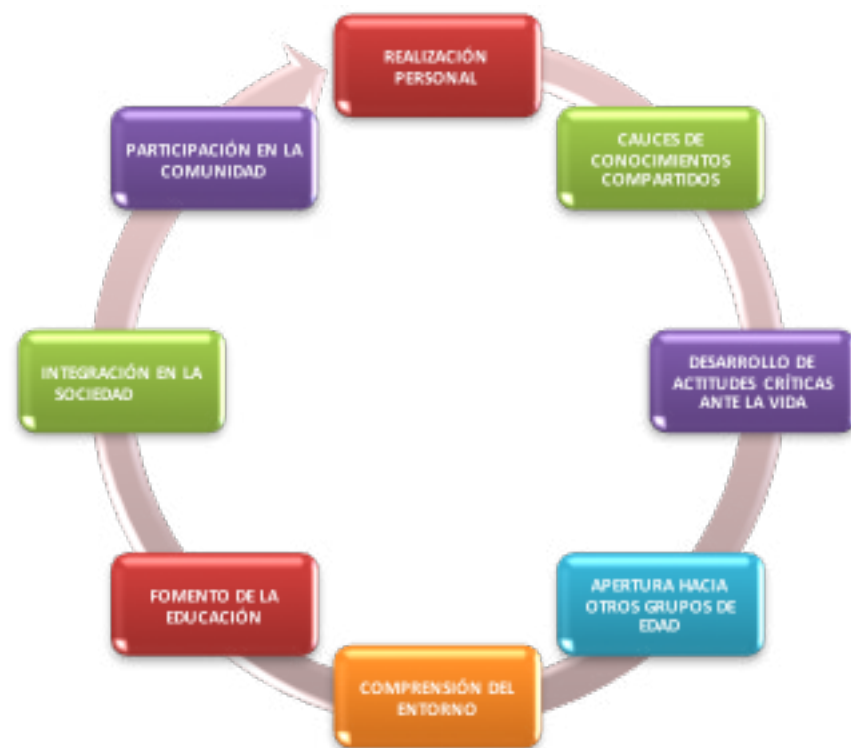 REALIZACIÓN
PERSONAL
CAUCES DE
CONOCIMIENTOS
COMPARTIDOS
DESARROLLO DE
ACTITUDES CRÍTICAS
ANTE LA VIDA
APERTURA HACIA
OTROS GRUPOS DE
EDAD
COMPRENSIÓN DEL
ENTORNO
FOMENTO DE LA
EDUCACIÓN
INTEGRACIÓN EN LA
SOCIEDAD
PARTICIPACIÓN EN LA
COMUNIDAD